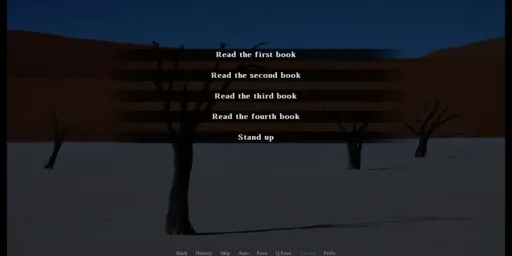 Read the first book
Read the second book
Read the third book
Read the fourth book
Stand up
Back History Skip Auto Save Q.Save Prefs